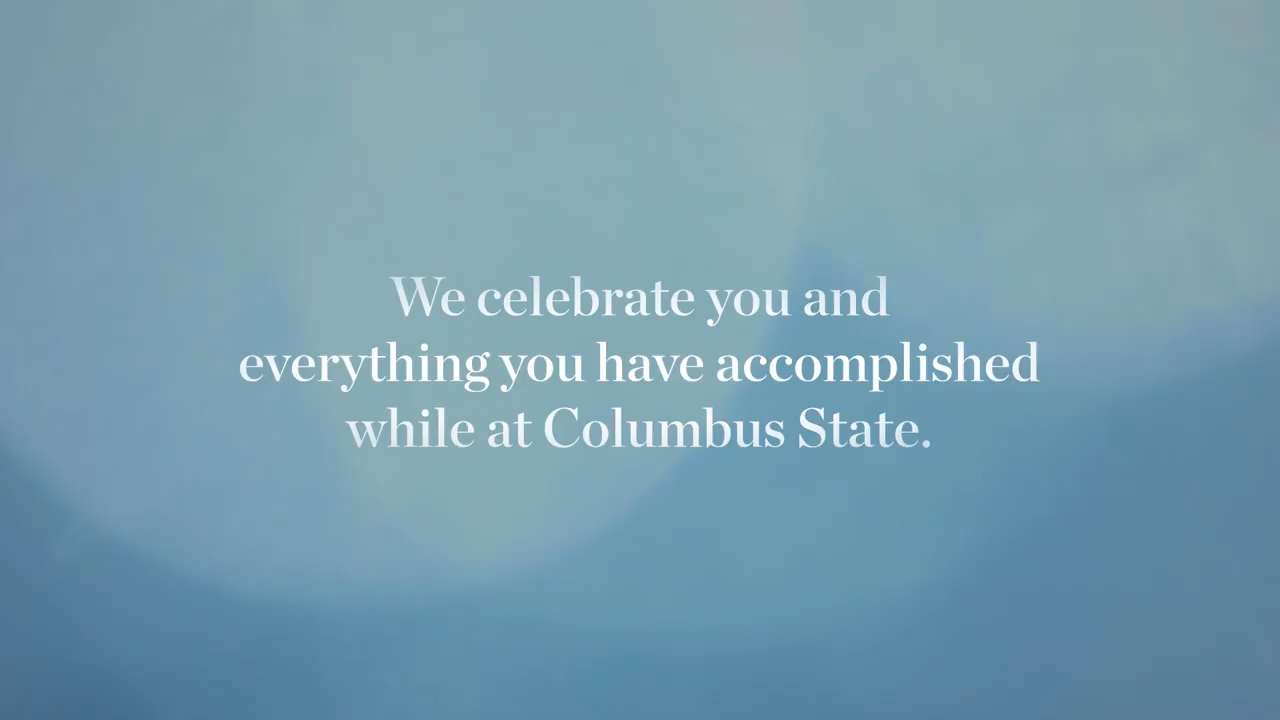 We celebrate you and
everything you have accomplished
while at Columbus State.